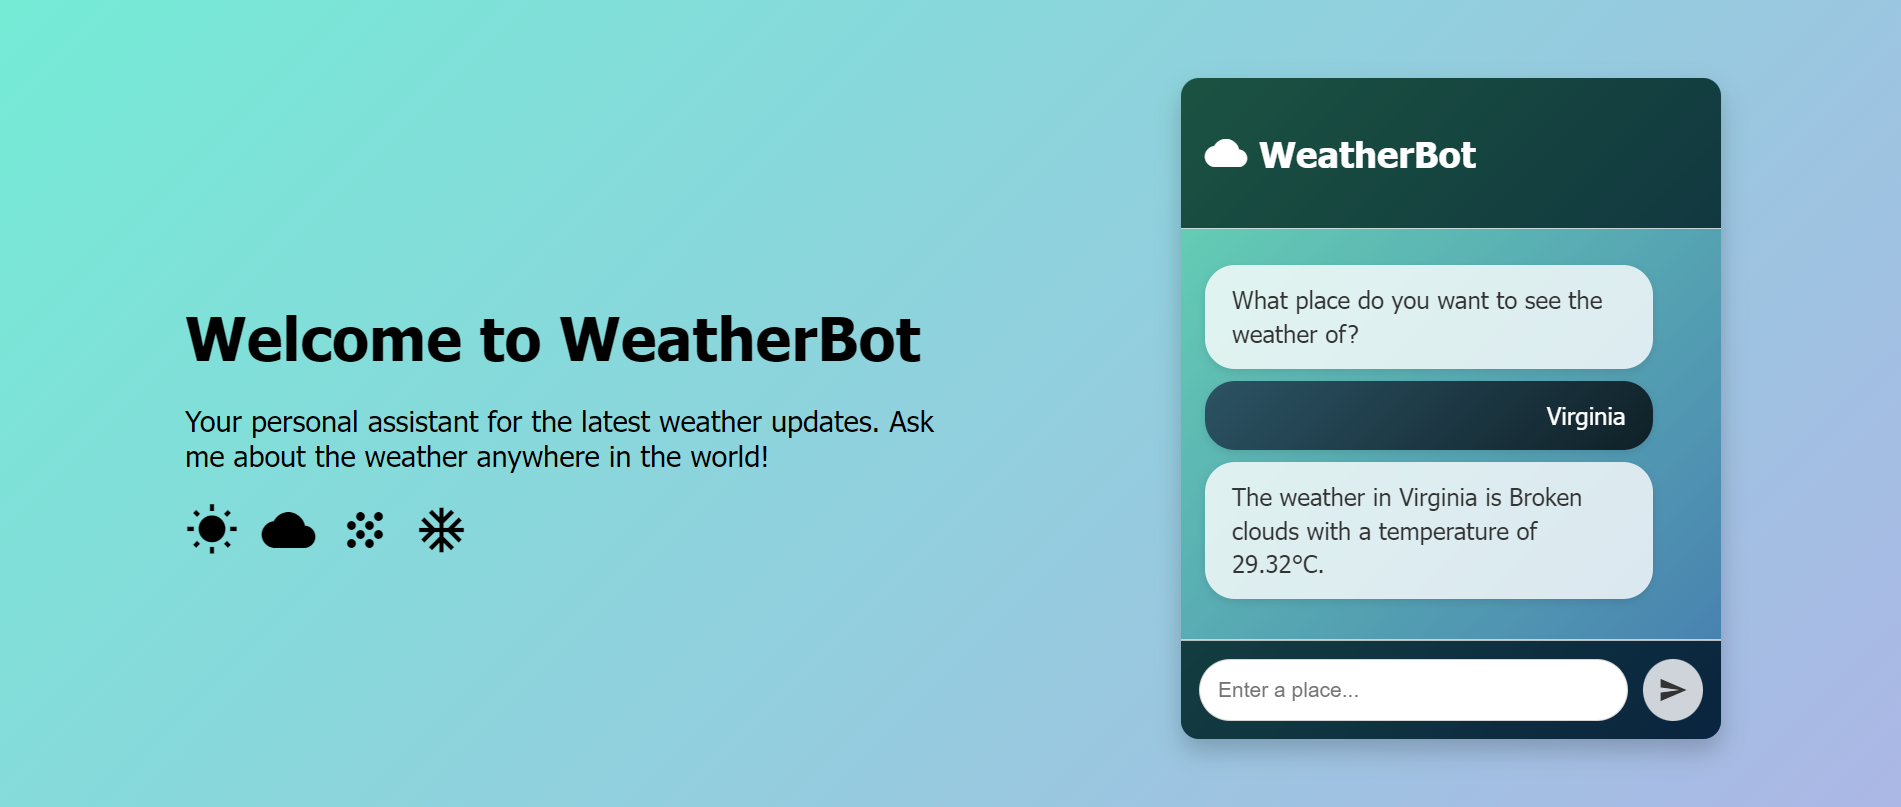 Welcome to WeatherBot
Your personal assistant for the latest weather updates. Ask
me about the weather anywhere in the world!
WeatherBot
What place do you want to see the
weather of?
Virginia
The weather in Virginia is Broken
clouds with a temperature of
29.32°C.
Enter a place...